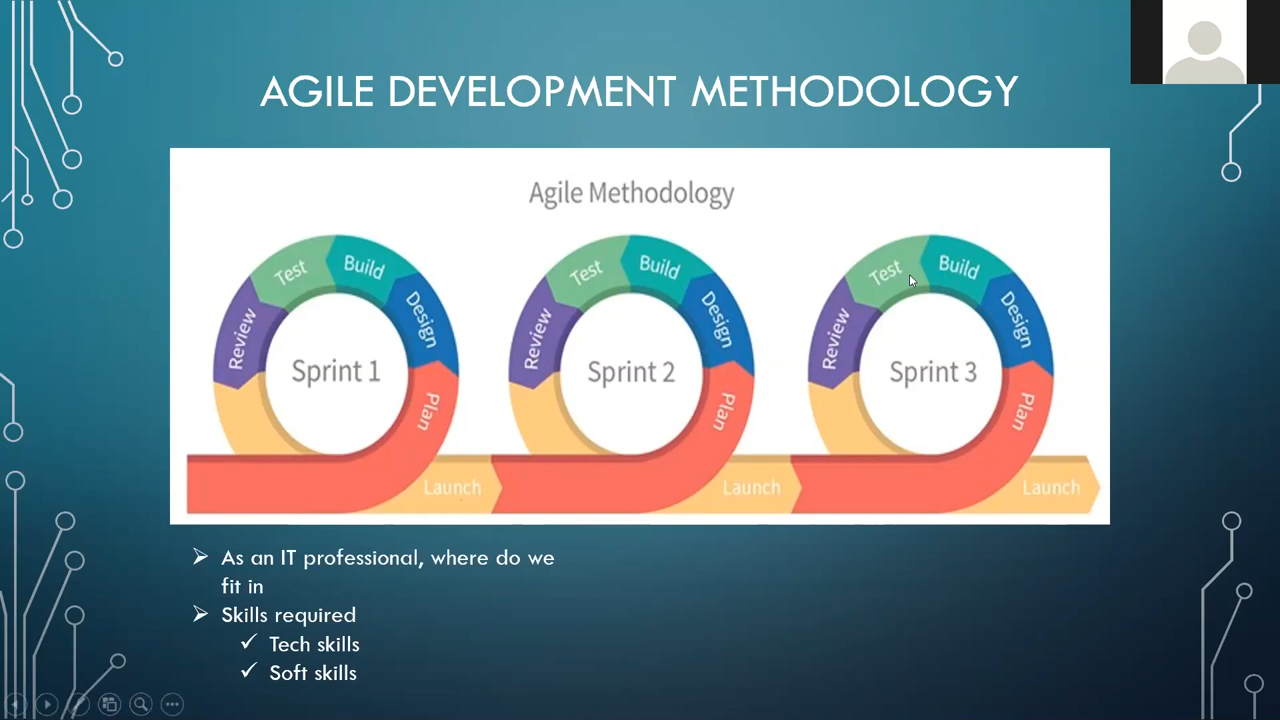 AGILE DEVELOPMENT METHODOLOGY
Agile Methodology
Test
Build
Review
Design
Sprint 1
Plan
Launch
Test
Build
Review
Design
Sprint 2
Plan
Launch
Test
Build
Review
Design
Sprint 3
Plan
Launch
As an IT professional, where do we
fit in
Skills required
Tech skills
Soft skills